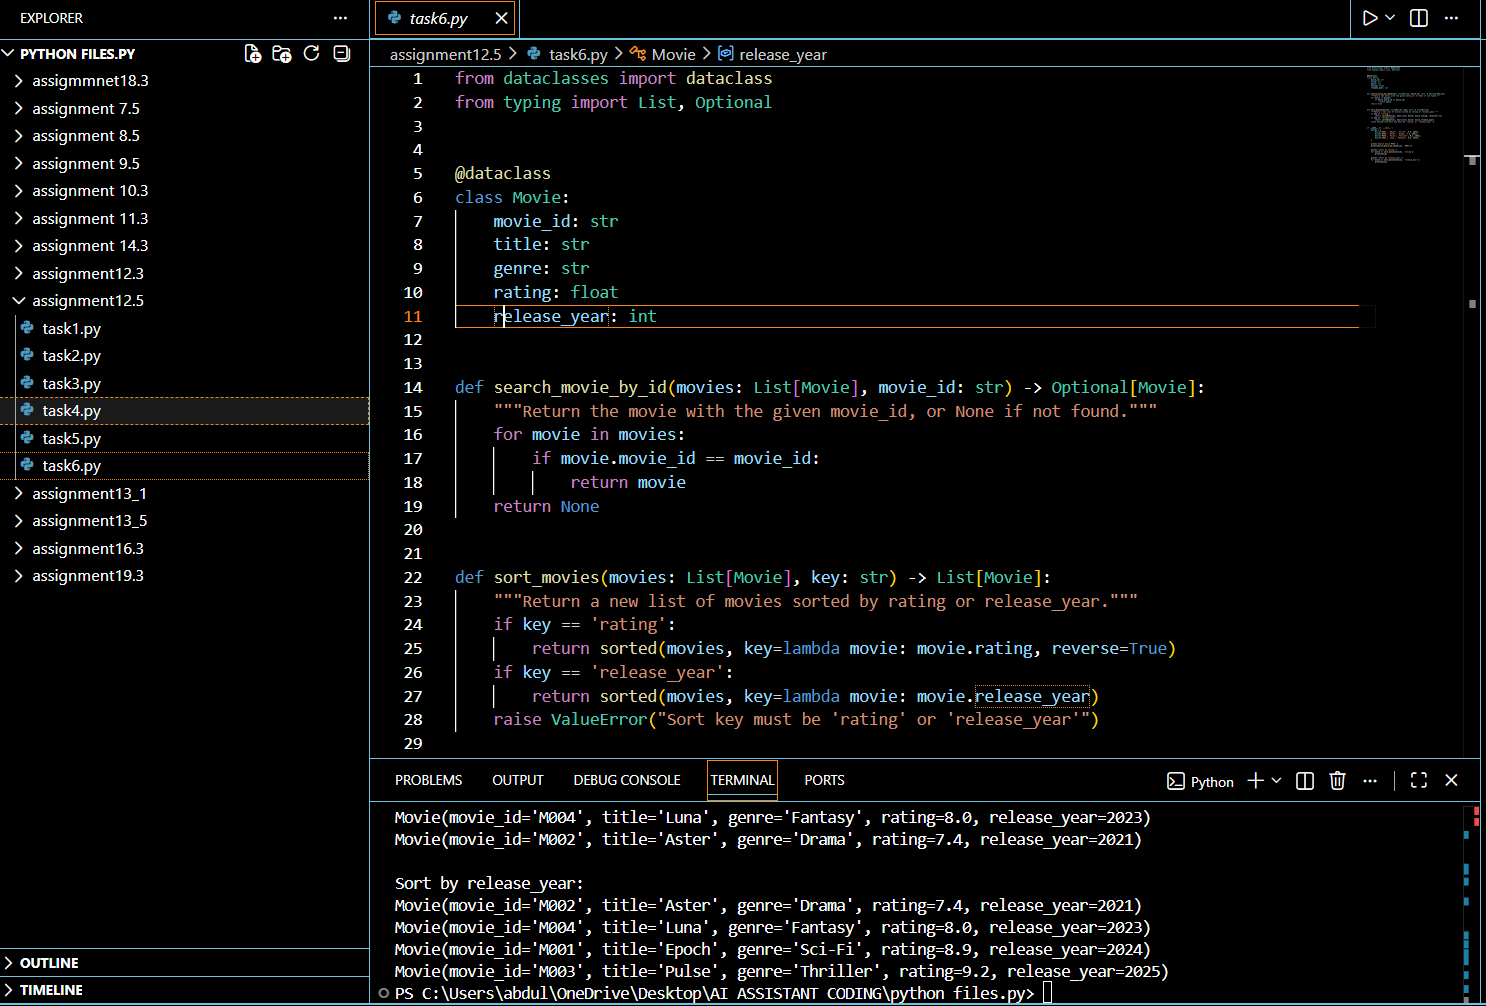 EXPLORER
PYTHON FILES.PY
assigmmnet18.3
assignment 7.5
assignment 8.5
assignment 9.5
assignment 10.3
assignment 11.3
assignment 14.3
assignment12.3
assignment12.5
task1.py
task2.py
task3.py
task4.py
task5.py
task6.py
assignment13_1
assignment13_5
assignment16.3
assignment19.3
OUTLINE
TIMELINE
task6.py
assignment12.5 > task6.py > Movie > release_year
1 from dataclasses import dataclass
2 from typing import List, Optional
3
4
5 @dataclass
6 class Movie:
7     movie_id: str
8     title: str
9     genre: str
10     rating: float
11     release_year: int
12
13
14 def search_movie_by_id(movies: List[Movie], movie_id: str) -> Optional[Movie]:
15     """Return the movie with the given movie_id, or None if not found."""
16     for movie in movies:
17         if movie.movie_id == movie_id:
18             return movie
19     return None
20
21
22 def sort_movies(movies: List[Movie], key: str) -> List[Movie]:
23     """Return a new list of movies sorted by rating or release_year."""
24     if key == 'rating':
25         return sorted(movies, key=lambda movie: movie.rating, reverse=True)
26     if key == 'release_year':
27         return sorted(movies, key=lambda movie: movie.release_year)
28     raise ValueError("Sort key must be 'rating' or 'release_year'")
29
PROBLEMS OUTPUT DEBUG CONSOLE TERMINAL PORTS Python
Movie(movie_id='M004', title='Luna', genre='Fantasy', rating=8.0, release_year=2023)
Movie(movie_id='M002', title='Aster', genre='Drama', rating=7.4, release_year=2021)
Sort by release_year:
Movie(movie_id='M002', title='Aster', genre='Drama', rating=7.4, release_year=2021)
Movie(movie_id='M004', title='Luna', genre='Fantasy', rating=8.0, release_year=2023)
Movie(movie_id='M001', title='Epoch', genre='Sci-Fi', rating=8.9, release_year=2024)
Movie(movie_id='M003', title='Pulse', genre='Thriller', rating=9.2, release_year=2025)
PS C:\Users\abdul\OneDrive\Desktop\AI ASSISTANT CODING\python files.py>